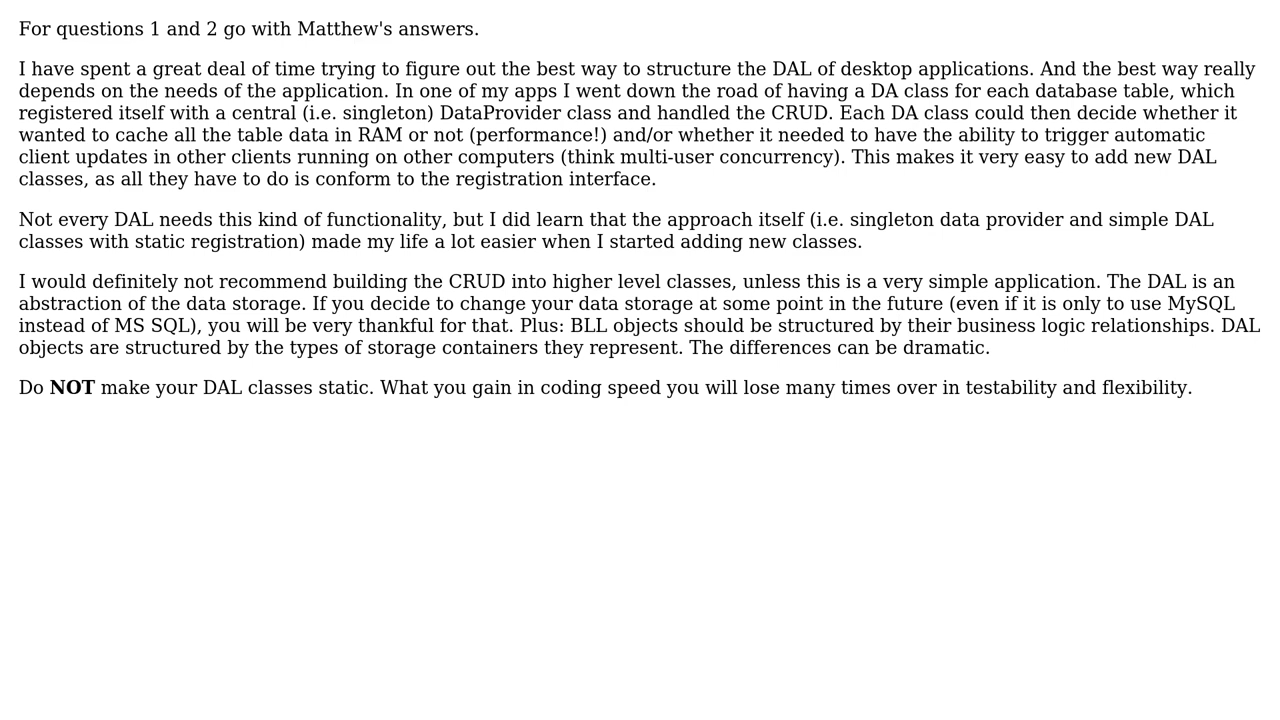 For questions 1 and 2 go with Matthew's answers.
I have spent a great deal of time trying to figure out the best way to structure the DAL of desktop applications. And the best way really
depends on the needs of the application. In one of my apps I went down the road of having a DA class for each database table, which
registered itself with a central (i.e. singleton) DataProvider class and handled the CRUD. Each DA class could then decide whether it
wanted to cache all the table data in RAM or not (performance!) and/or whether it needed to have the ability to trigger automatic
client updates in other clients running on other computers (think multi-user concurrency). This makes it very easy to add new DAL
classes, as all they have to do is conform to the registration interface.
Not every DAL needs this kind of functionality, but I did learn that the approach itself (i.e. singleton data provider and simple DAL
classes with static registration) made my life a lot easier when I started adding new classes.
I would definitely not recommend building the CRUD into higher level classes, unless this is a very simple application. The DAL is an
abstraction of the data storage. If you decide to change your data storage at some point in the future (even if it is only to use MySQL
instead of MS SQL), you will be very thankful for that. Plus: BLL objects should be structured by their business logic relationships. DAL
objects are structured by the types of storage containers they represent. The differences can be dramatic.
Do NOT make your DAL classes static. What you gain in coding speed you will lose many times over in testability and flexibility.